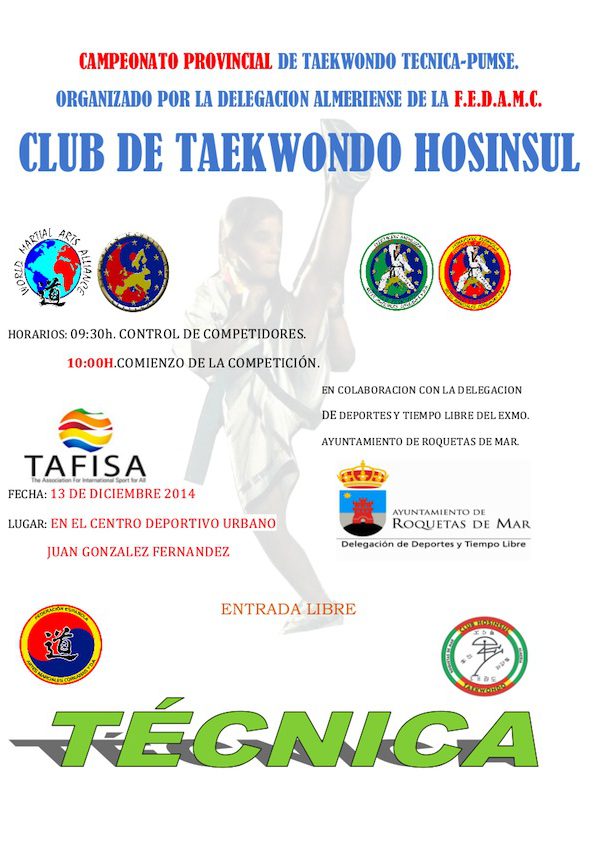 CAMPEONATO PROVINCIAL DE TAEKWONDO TECNICA-PUMSE.
ORGANIZADO POR LA DELEGACION ALMERIENSE DE LA F.E.D.A.M.C.
CLUB DE TAEKWONDO HOSINSUL
WORLD MARTIAL ARTS ALLIANCE
道
HORARIOS: 09:30h. CONTROL DE COMPETIDORES.
10:00H.COMIENZO DE LA COMPETICIÓN.
EN COLABORACION CON LA DELEGACION
DE DEPORTES Y TIEMPO LIBRE DEL EXMO.
AYUNTAMIENTO DE ROQUETAS DE MAR.
TAFISA
The Association For International Sport for All
FECHA: 13 DE DICIEMBRE 2014
LUGAR: EN EL CENTRO DEPORTIVO URBANO
JUAN GONZALEZ FERNANDEZ
AYUNTAMIENTO DE
ROQUETAS DE MAR
Delegación de Deportes y Tiempo Libre
ENTRADA LIBRE
FEDERACIÓN ESPAÑOLA
道
CLUB HOSINSUL
TAEKWONDO
TÉCNICA